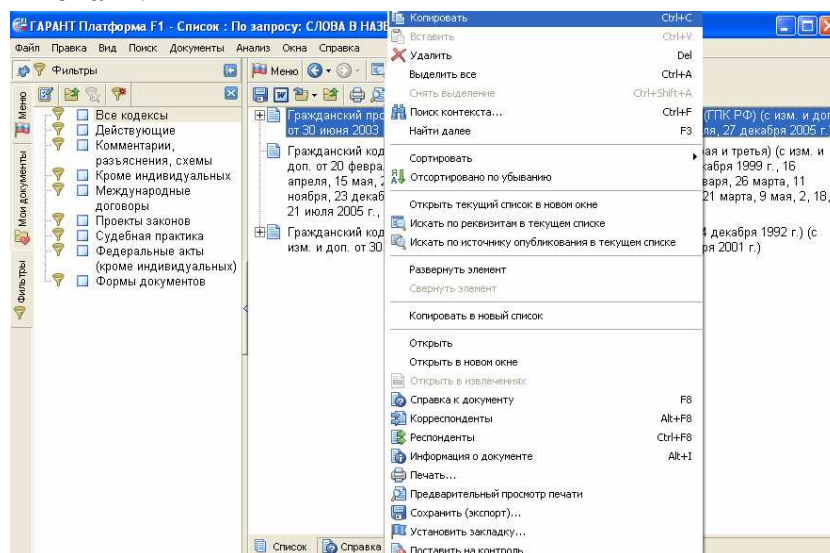 ГАРАНТ Платформа F1 - Список : По запросу: СЛОВА В НАЗВ
Файл Правка Вид Поиск Документы Анализ Окна Справка
Фильтры
Меню
Меню
Мои документы
Фильтры
Все кодексы
Действующие
Комментарии,
разъяснения, схемы
Кроме индивидуальных
Международные
договоры
Проекты законов
Судебная практика
Федеральные акты
(кроме индивидуальных)
Формы документов
Гражданский про (ГПК РФ) (с изм. и доп
от 30 июня 2003 ля, 27 декабря 2005 г.)
Гражданский код ая и третья) (с изм. и
доп. от 20 февра кабря 1999 г., 16
апреля, 15 мая, 2 варя, 26 марта, 11
ноября, 23 декаб 21 марта, 9 мая, 2, 18,
21 июля 2005 г.,
Гражданский код декабря 1992 г.) (с
изм. и доп. от 30 ря 2001 г.)
Копировать Ctrl+C
Вставить Ctrl+V
Удалить Del
Выделить все Ctrl+A
Снять выделение Ctrl+Shift+A
Поиск контекста... Ctrl+F
Найти далее F3
Сортировать
Отсортировано по убыванию
Открыть текущий список в новом окне
Искать по реквизитам в текущем списке
Искать по источнику опубликования в текущем списке
Развернуть элемент
Свернуть элемент
Копировать в новый список
Открыть
Открыть в новом окне
Открыть в извлечениях
Справка к документу F8
Корреспонденты Alt+F8
Респонденты Ctrl+F8
Информация о документе Alt+I
Печать...
Предварительный просмотр печати
Сохранить (экспорт)...
Установить закладку...
Поставить на контроль
Список Справка